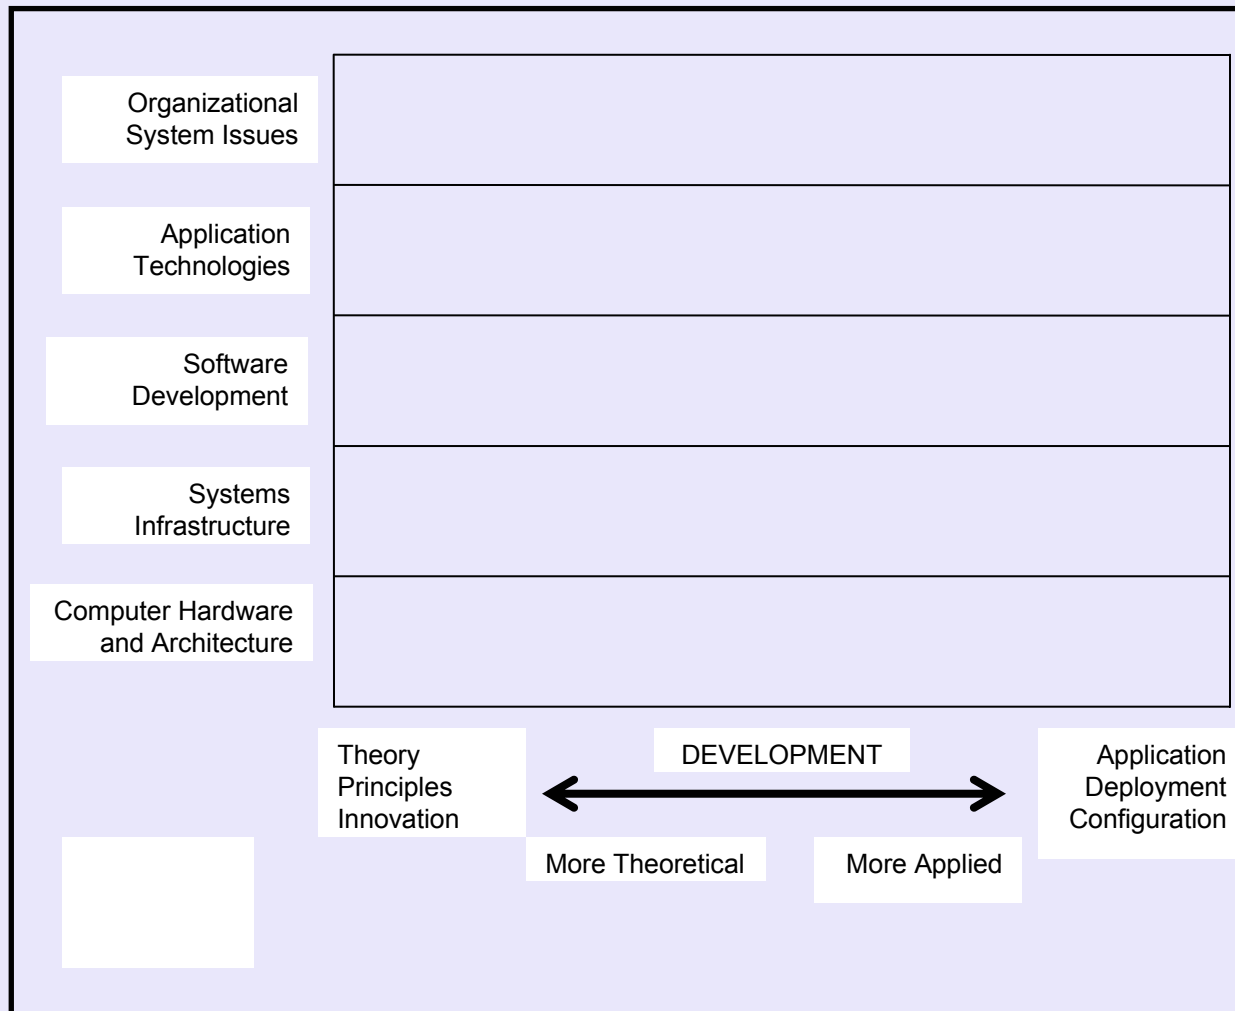 Organizational
System Issues
Application
Technologies
Software
Development
Systems
Infrastructure
Computer Hardware
and Architecture
Theory
Principles
Innovation
DEVELOPMENT
Application
Deployment
Configuration
More Theoretical
More Applied